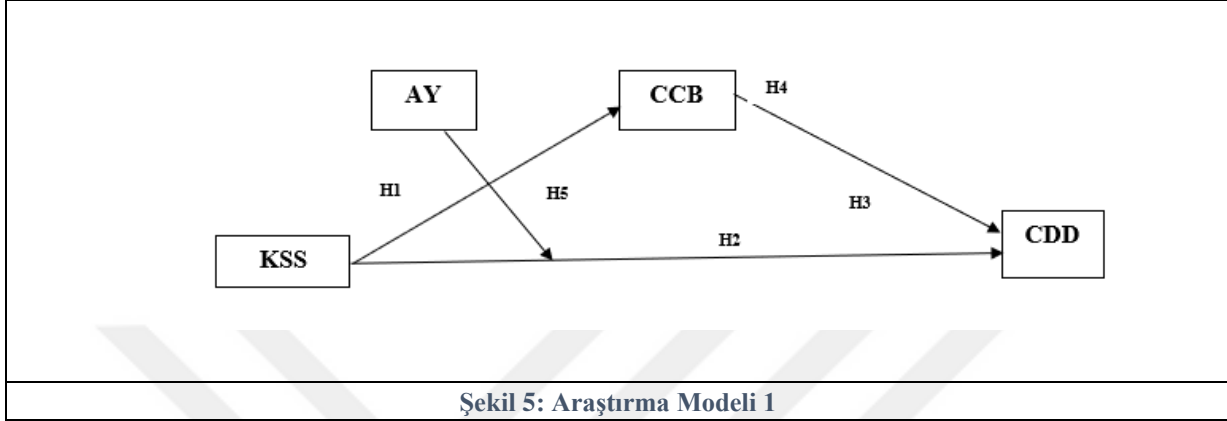 AY
CCB
H4
H1
H5
H3
H2
KSS
CDD
Şekil 5: Araştırma Modeli 1